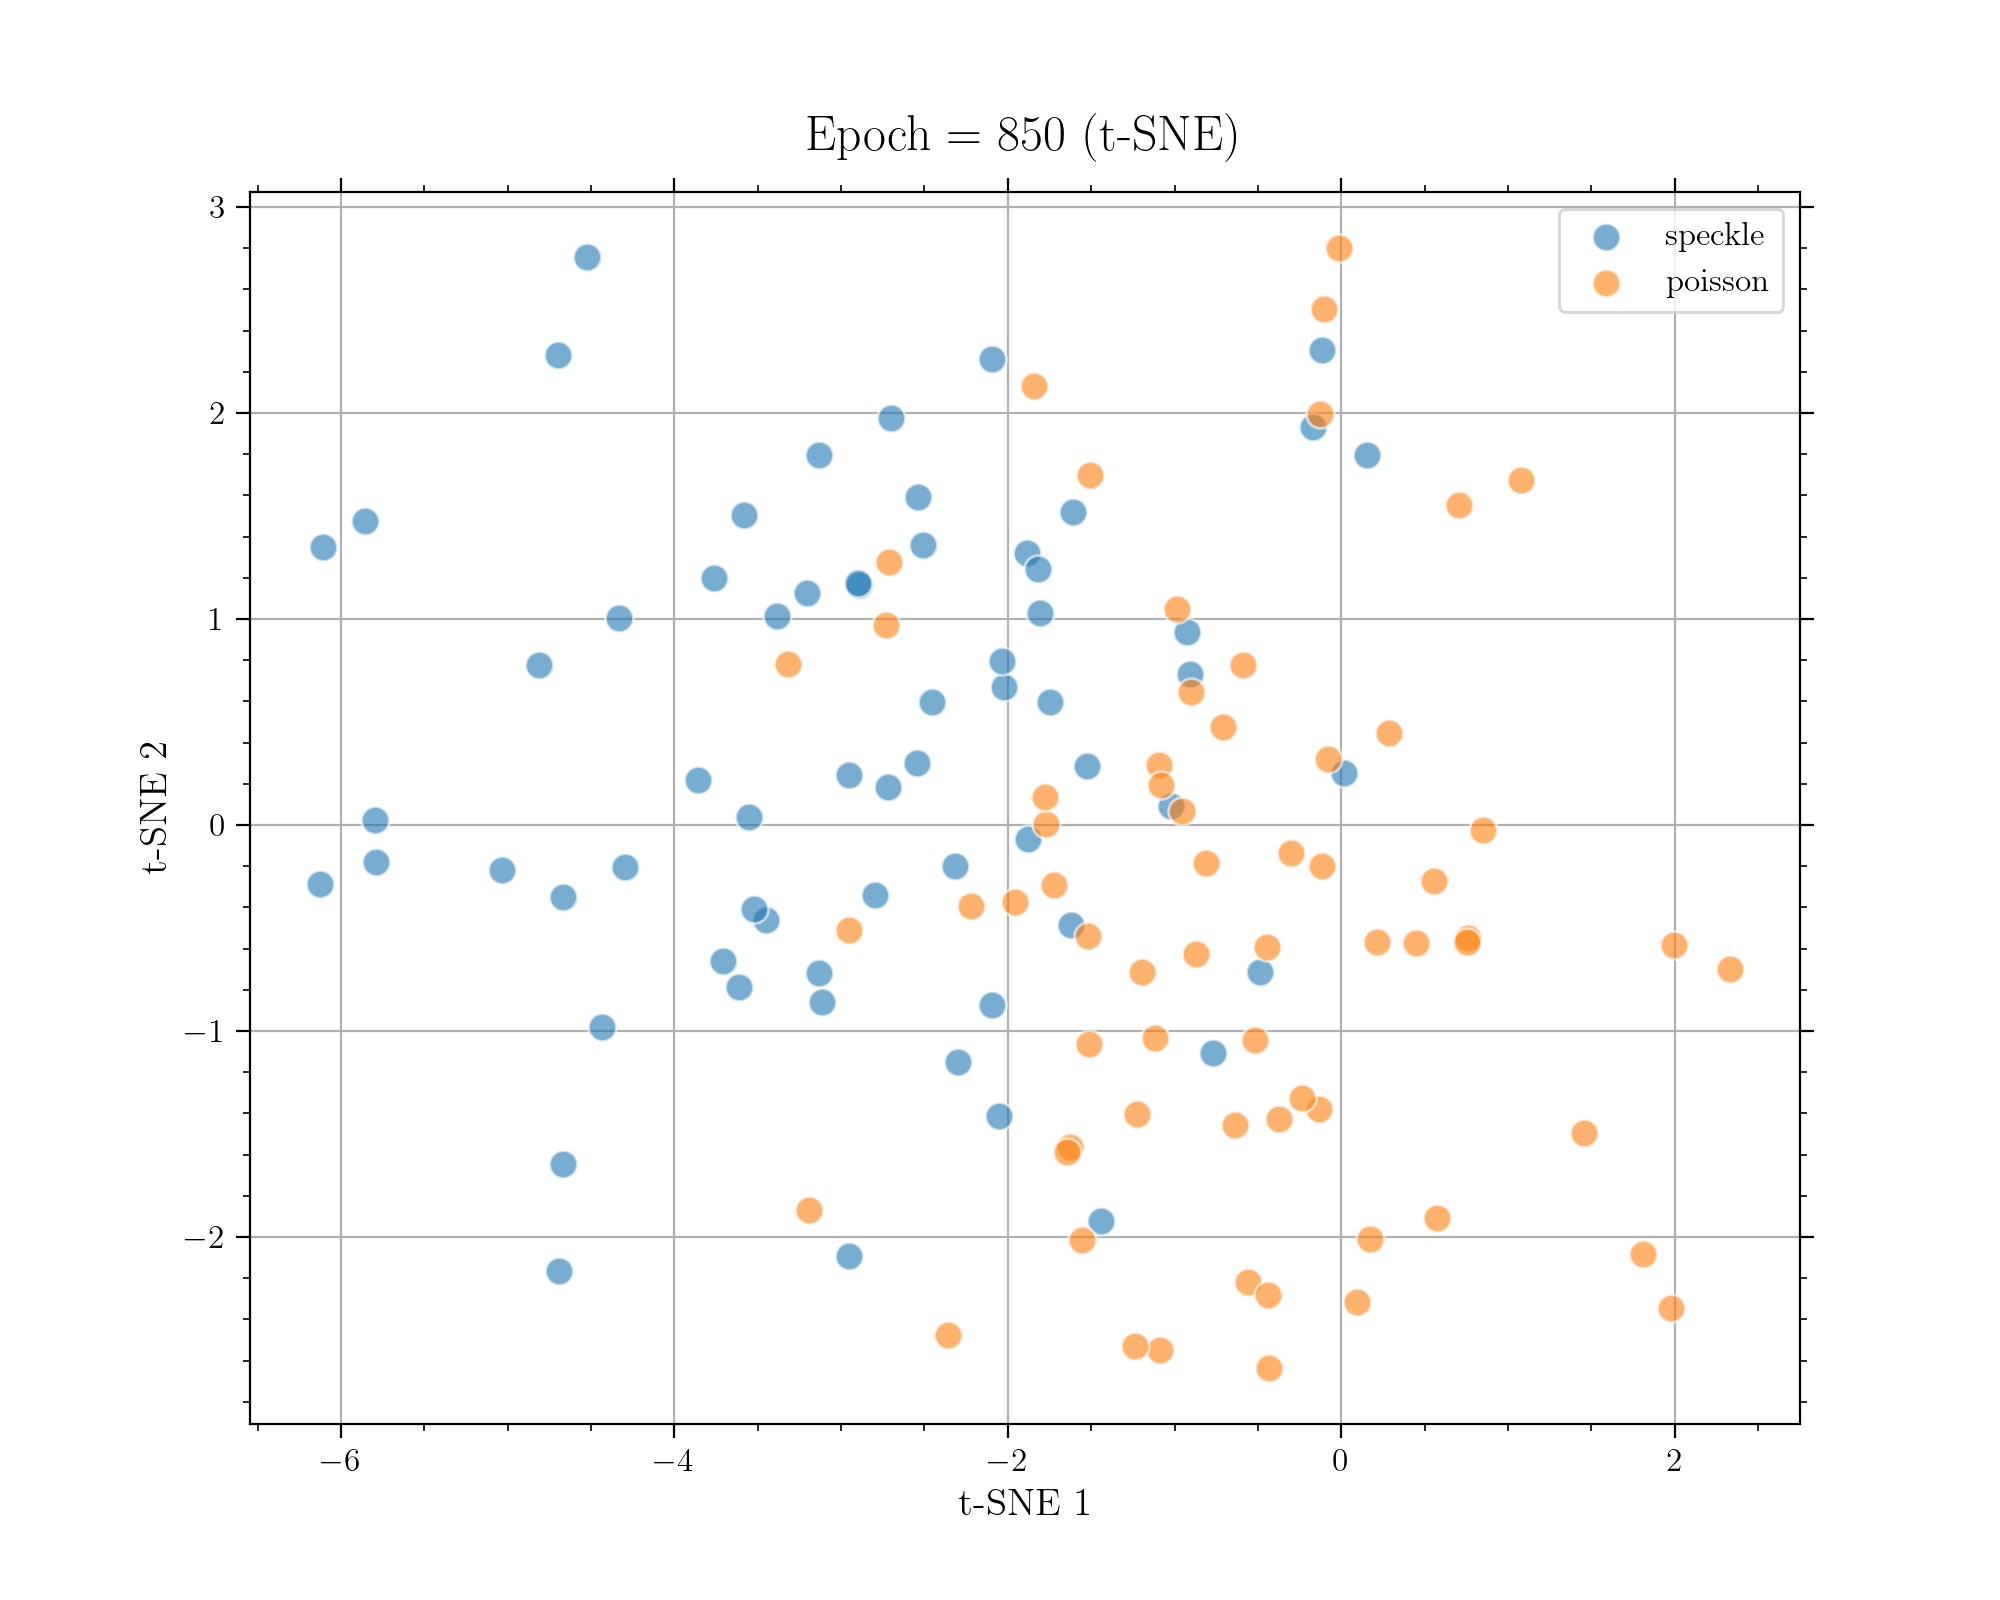 Epoch = 850 (t-SNE)
speckle
poisson
3
2
1
0
−1
−2
t-SNE 2
−6
−4
−2
0
2
t-SNE 1